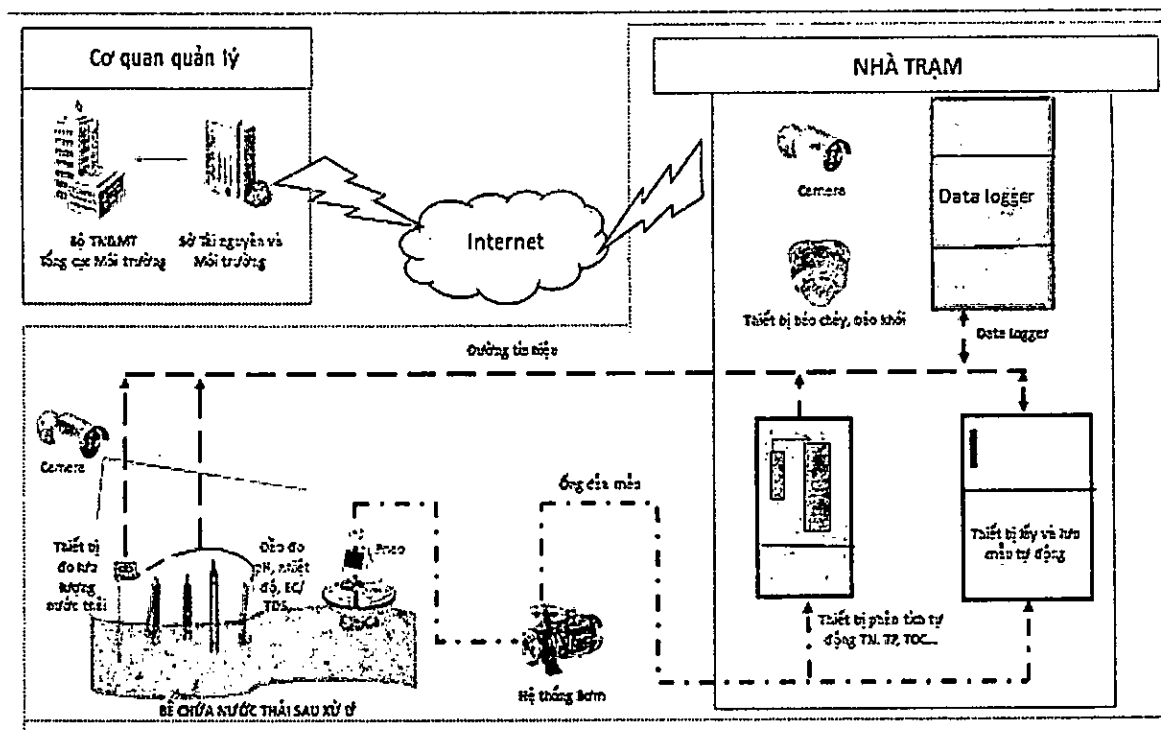 Cơ quan quản lý
NHÀ TRẠM
Camera
Data logger
Internet
Bộ TN&MT
Tổng cục Môi trường
Sở Tài nguyên và
Môi trường
Thiết bị báo cháy, báo khói
Data logger
Đường tín hiệu
Camera
Ống dẫn mẫu
Thiết bị
đo lưu
lượng
nước thải
Đầu đo
pH, nhiệt
độ, EC/
TDS,
Phao
Thiết bị lấy và lưu
mẫu tự động
Thiết bị phân tích tự
động TN, TP, TOC...
Hệ thống Bơm
BỂ CHỨA NƯỚC THẢI SAU XỬ LÝ